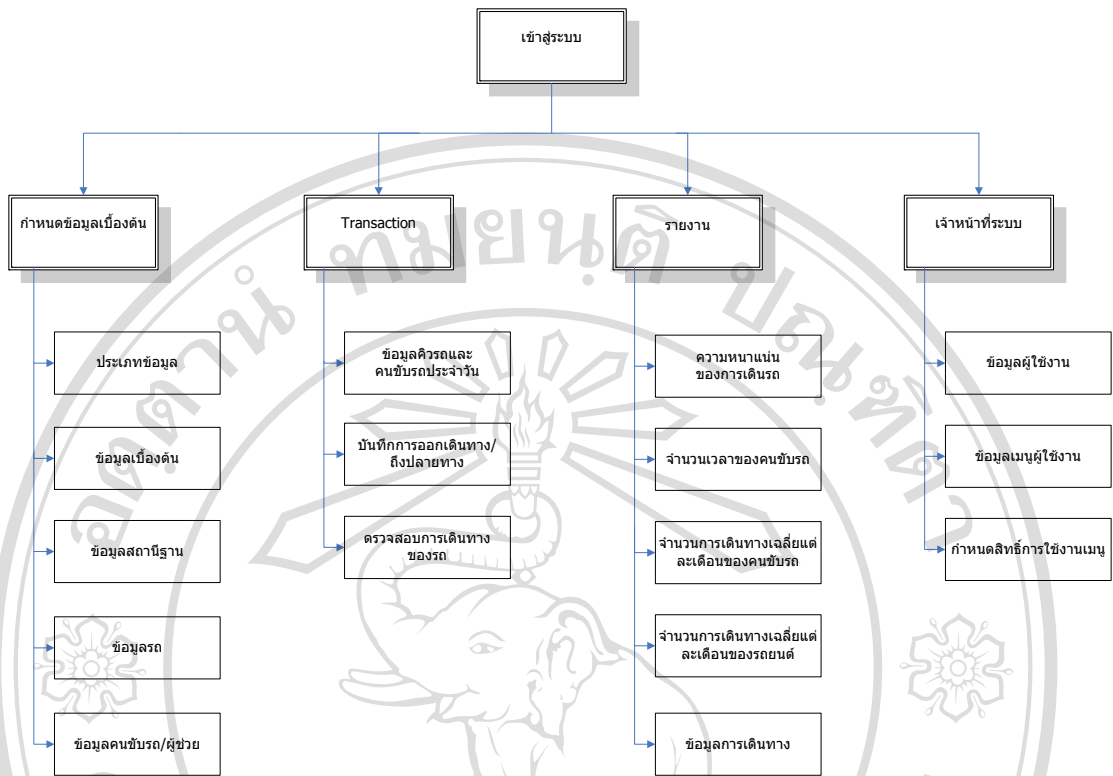 เข้าสู่ระบบ
กำหนดข้อมูลเบื้องต้น
Transaction
รายงาน
เจ้าหน้าที่ระบบ
ประเภทข้อมูล
ข้อมูลเบื้องต้น
ข้อมูลสถานีฐาน
ข้อมูลรถ
ข้อมูลคนขับรถ/ผู้ช่วย
ข้อมูลคิวรถและ
คนขับรถประจำวัน
บันทึกการออกเดินทาง/
ถึงปลายทาง
ตรวจสอบการเดินทาง
ของรถ
ความหนาแน่น
ของการเดินรถ
จำนวนเวลาของคนขับรถ
จำนวนการเดินทางเฉลี่ยแต่
ละเดือนของคนขับรถ
จำนวนการเดินทางเฉลี่ยแต่
ละเดือนของรถยนต์
ข้อมูลการเดินทาง
ข้อมูลผู้ใช้งาน
ข้อมูลเมนูผู้ใช้งาน
กำหนดสิทธิ์การใช้งานเมนู
อตฺตานํ ทมยนฺติ ปณฺฑิตา